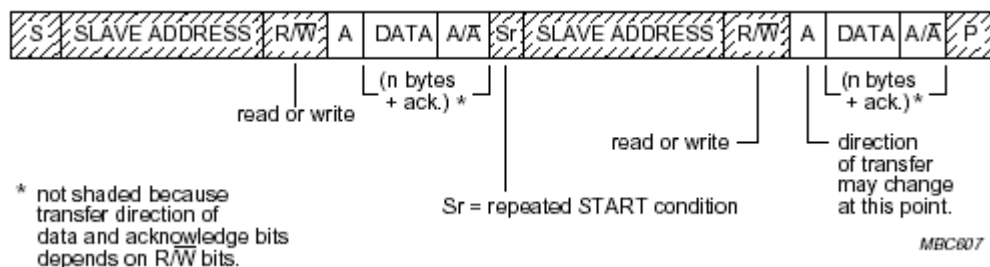 S SLAVE ADDRESS R/W̅ A DATA A/A̅ Sr SLAVE ADDRESS R/W̅ A DATA A/A̅ P
(n bytes
+ ack.) *
(n bytes
+ ack.) *
read or write
read or write
direction
of transfer
may change
at this point.
* not shaded because
transfer direction of
data and acknowledge bits
depends on R/W̅ bits.
Sr = repeated START condition
MBC607